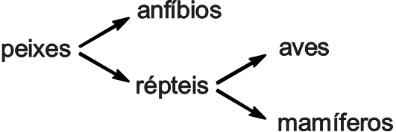 anfíbios
peixes
aves
répteis
mamíferos